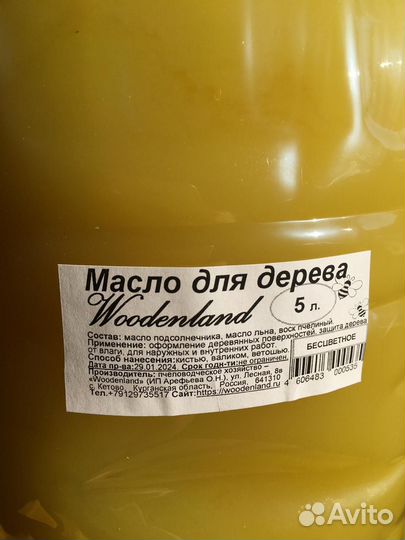 Масло для дерева
Woodenland
5 л.
Состав: масло подсолнечника, масло льна, воск пчелиный.
Применение: оформление деревянных поверхностей, защита дерева
от влаги, для наружных и внутренних работ.
Способ нанесения:кистью, валиком, ветошью.
БЕСЦВЕТНОЕ
Дата пр-ва:29.01.2024. Срок годн-ти:не ограничен.
Производитель: пчеловодческое хозяйство –
«Woodenland» (ИП Арефьева О.Н.), ул. Лесная, 8в
с. Кетово, Курганская область, Россия, 641310
Тел.+79129735517 Сайт:https://woodenland.ru
4 606483 000535
Avito